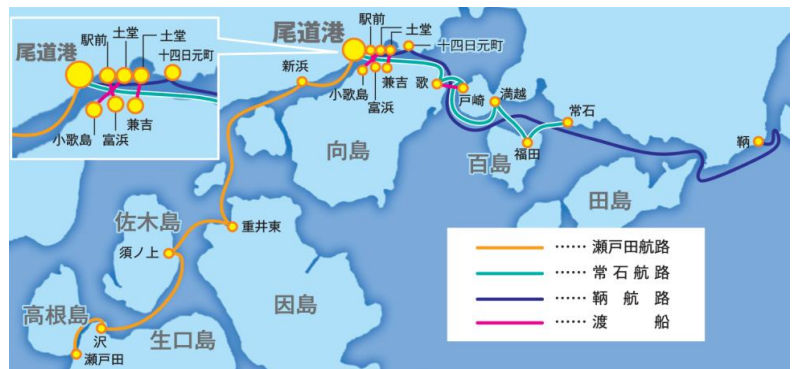 尾道港
駅前
土堂
土堂
十四日元町
小歌島
富浜
兼吉
尾道港
駅前
土堂
十四日元町
新浜
小歌島
富浜
兼吉
歌
戸崎
満越
常石
福田
鞆
向島
百島
田島
佐木島
重井東
須ノ上
因島
高根島
沢
瀬戸田
生口島
……瀬戸田航路
……常石航路
……鞆航路
……渡船